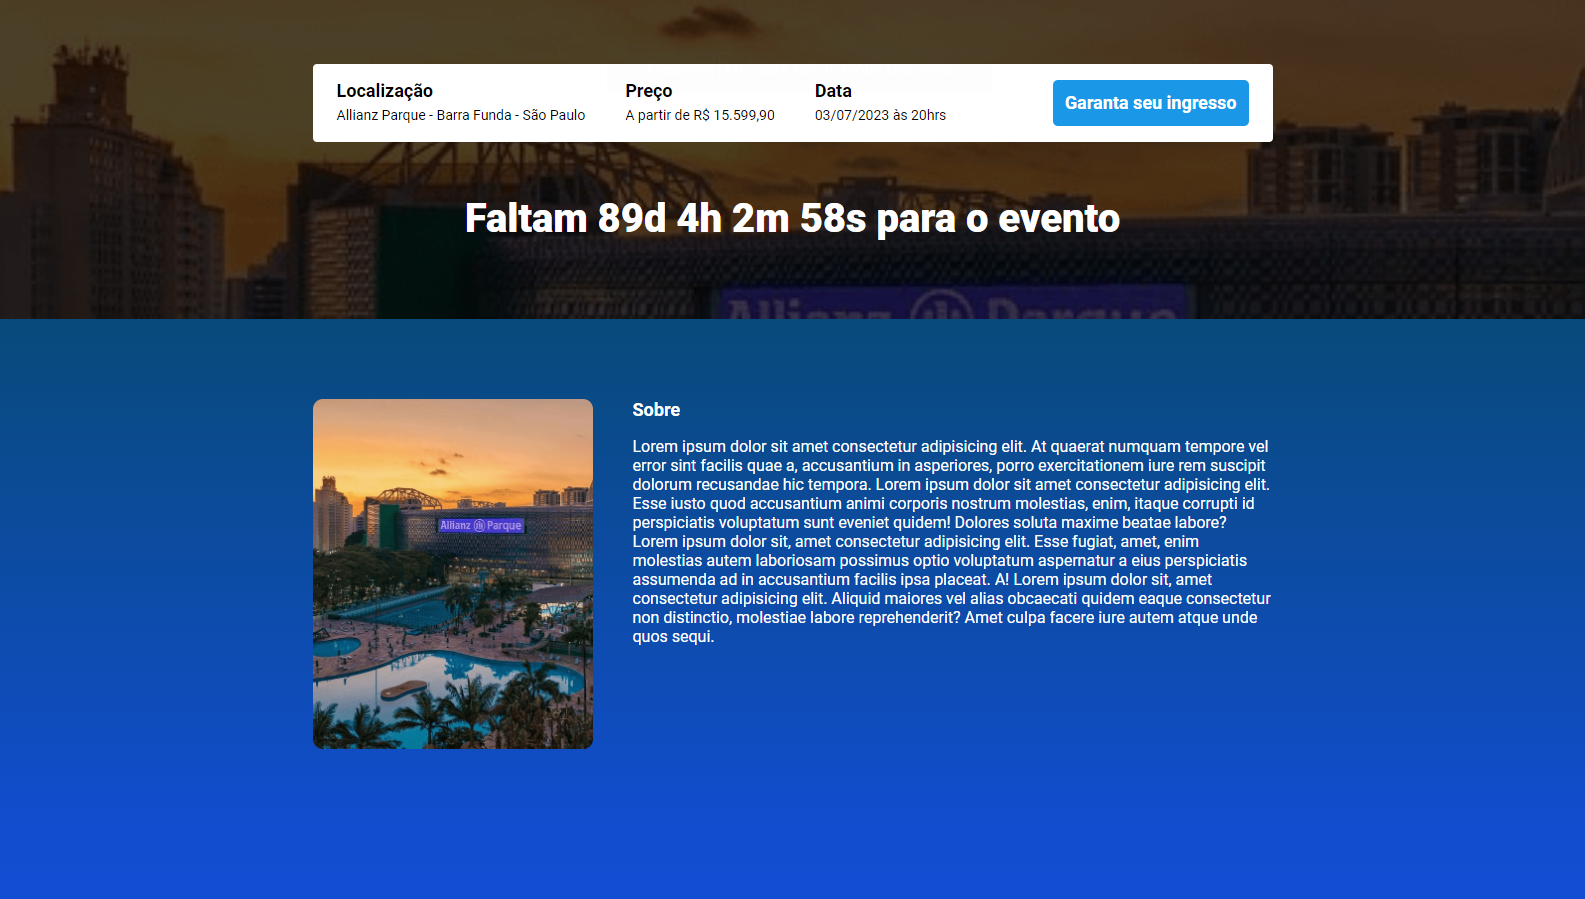 Localização
Allianz Parque - Barra Funda - São Paulo
Preço
A partir de R$ 15.599,90
Data
03/07/2023 às 20hrs
Garanta seu ingresso
Faltam 89d 4h 2m 58s para o evento
Allianz Parque
Allianz Parque
Sobre
Lorem ipsum dolor sit amet consectetur adipisicing elit. At quaerat numquam tempore vel
error sint facilis quae a, accusantium in asperiores, porro exercitationem iure rem suscipit
dolorum recusandae hic tempora. Lorem ipsum dolor sit amet consectetur adipisicing elit.
Esse iusto quod accusantium animi corporis nostrum molestias, enim, itaque corrupti id
perspiciatis voluptatum sunt eveniet quidem! Dolores soluta maxime beatae labore?
Lorem ipsum dolor sit, amet consectetur adipisicing elit. Esse fugiat, amet, enim
molestias autem laboriosam possimus optio voluptatum aspernatur a eius perspiciatis
assumenda ad in accusantium facilis ipsa placeat. A! Lorem ipsum dolor sit, amet
consectetur adipisicing elit. Aliquid maiores vel alias obcaecati quidem eaque consectetur
non distinctio, molestiae labore reprehenderit? Amet culpa facere iure autem atque unde
quos sequi.